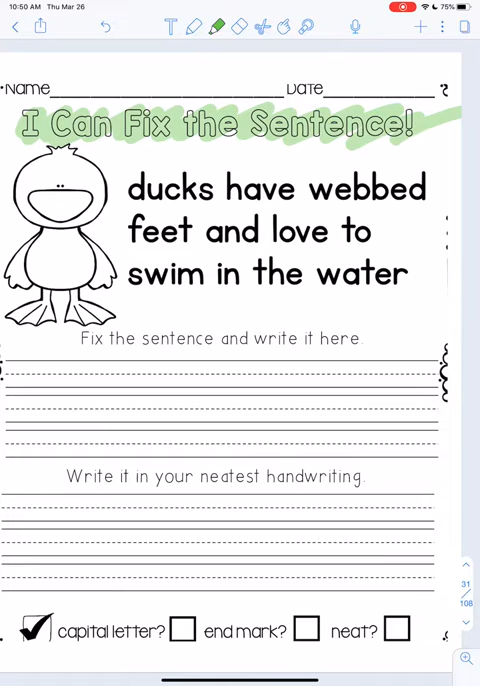 10:50 AM Thu Mar 26 75%
Name Date
I Can Fix the Sentence!
ducks have webbed
feet and love to
swim in the water
Fix the sentence and write it here.
Write it in your neatest handwriting.
31
/
108
capital letter? end mark? neat?